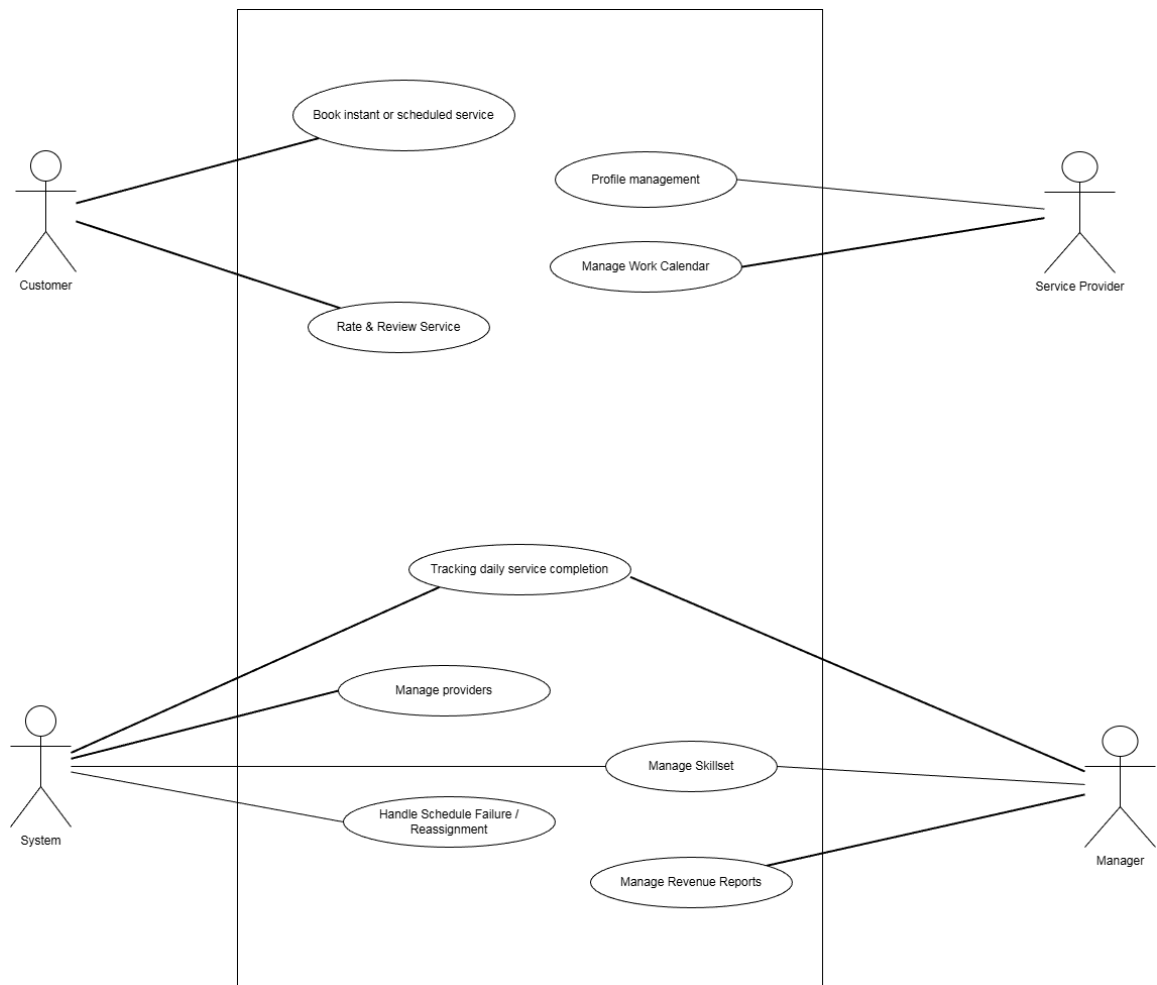 Book instant or scheduled service
Profile management
Manage Work Calendar
Customer
Service Provider
Rate & Review Service
Tracking daily service completion
Manage providers
Manage Skillset
Handle Schedule Failure /
Reassignment
System
Manager
Manage Revenue Reports